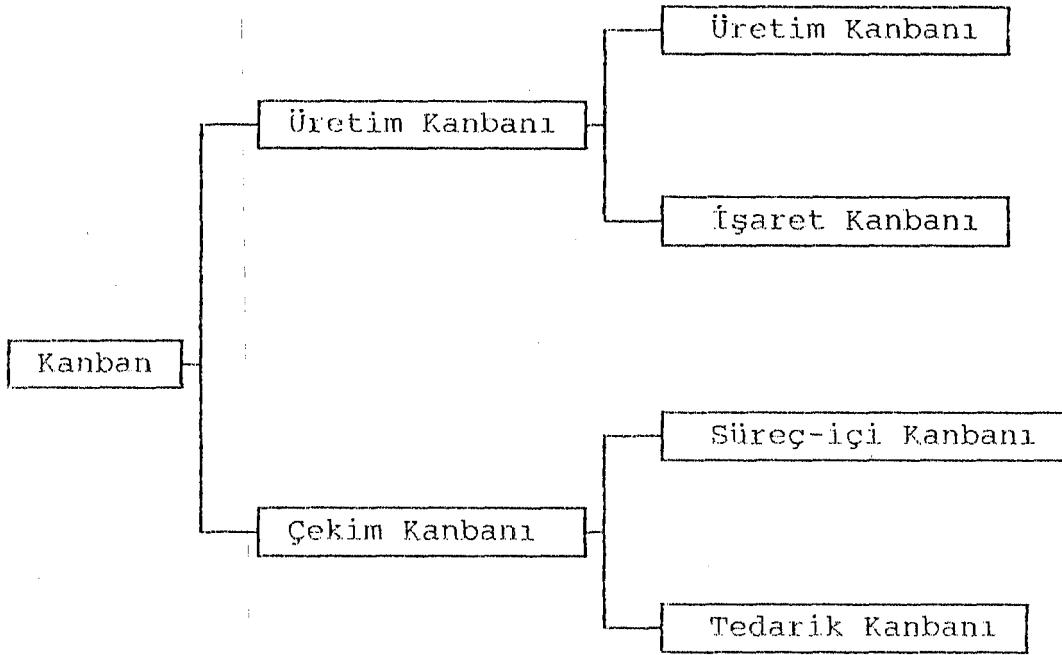 Üretim Kanbanı
Üretim Kanbanı
İşaret Kanbanı
Kanban
Süreç-içi Kanbanı
Çekim Kanbanı
Tedarik Kanbanı